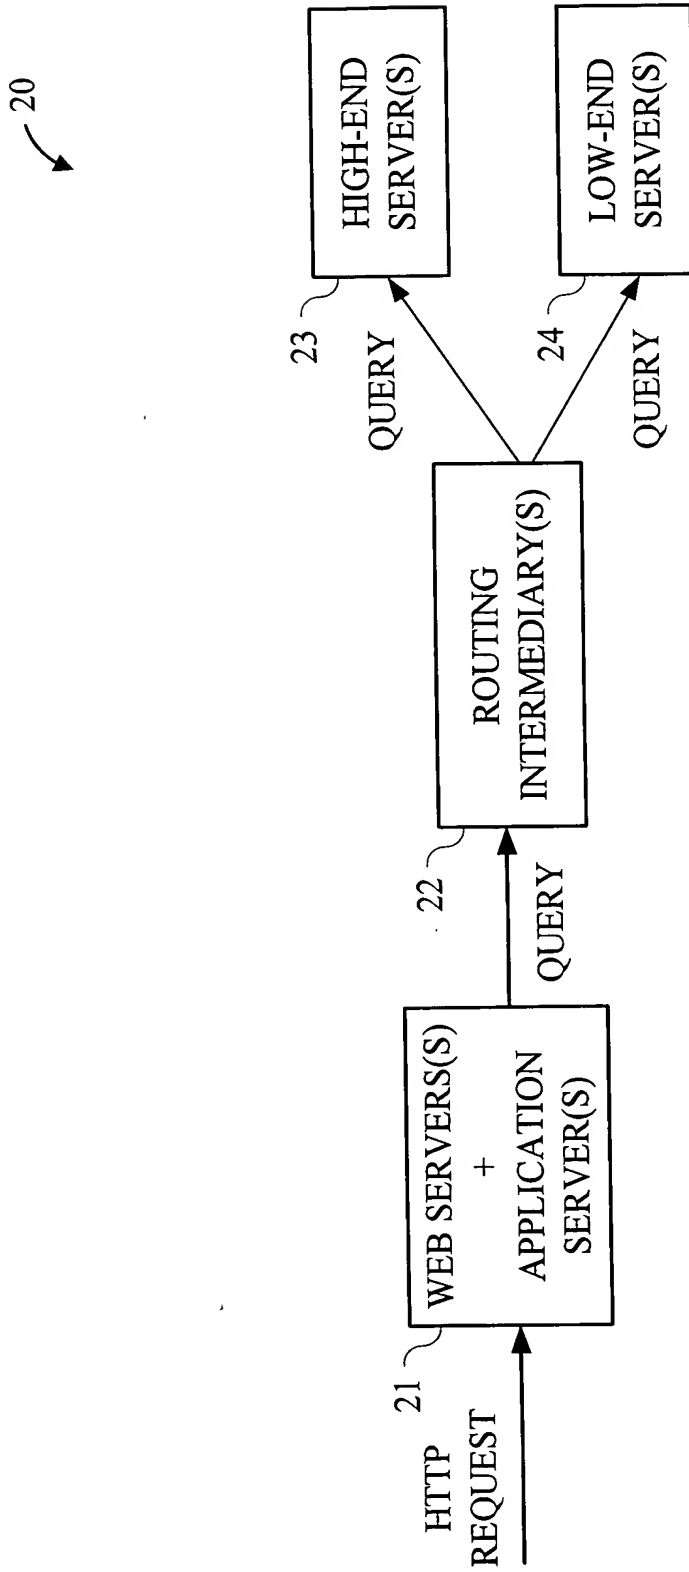 20
HTTP
REQUEST
21
WEB SERVERS(S)
+
APPLICATION
SERVER(S)
QUERY
22
ROUTING
INTERMEDIARY(S)
QUERY
23
HIGH-END
SERVER(S)
QUERY
24
LOW-END
SERVER(S)